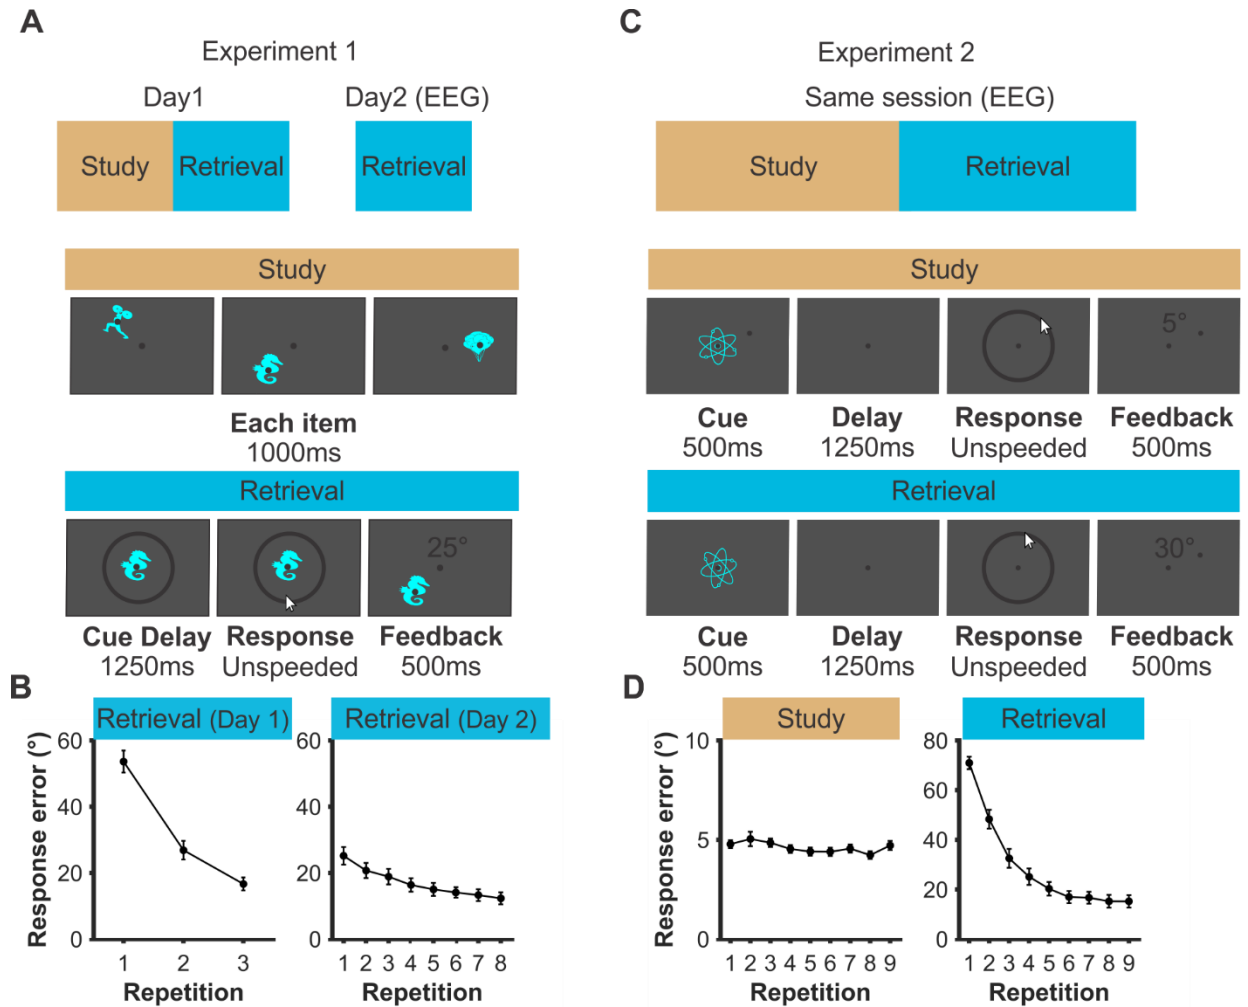 A
Experiment 1
Day1
Day2 (EEG)
Study
Retrieval
Retrieval
Study
Each item
1000ms
Retrieval
25°
Cue Delay
1250ms
Response
Unspeeded
Feedback
500ms
B
Retrieval (Day 1)
Retrieval (Day 2)
Response error (°)
60
40
20
0
1 2 3
Repetition
60
40
20
0
1 2 3 4 5 6 7 8
Repetition
C
Experiment 2
Same session (EEG)
Study
Retrieval
Study
5°
Cue
500ms
Delay
1250ms
Response
Unspeeded
Feedback
500ms
Retrieval
30°
Cue
500ms
Delay
1250ms
Response
Unspeeded
Feedback
500ms
D
Study
Retrieval
Response error (°)
10
5
0
1 2 3 4 5 6 7 8 9
Repetition
80
60
40
20
0
1 2 3 4 5 6 7 8 9
Repetition